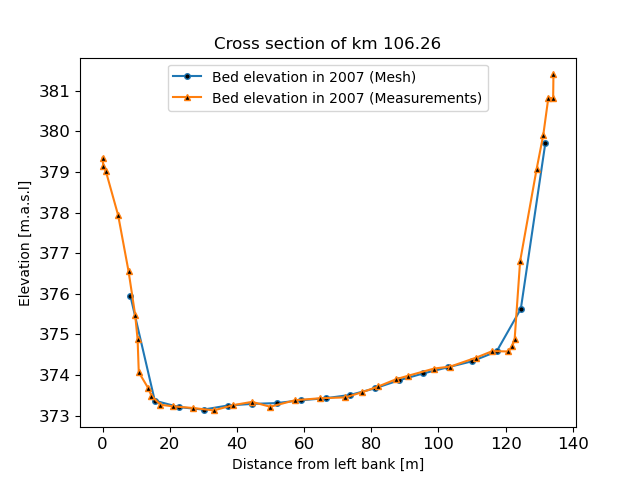 Cross section of km 106.26
Bed elevation in 2007 (Mesh)
Bed elevation in 2007 (Measurements)
Elevation [m.a.s.l]
381
380
379
378
377
376
375
374
373
0 20 40 60 80 100 120 140
Distance from left bank [m]